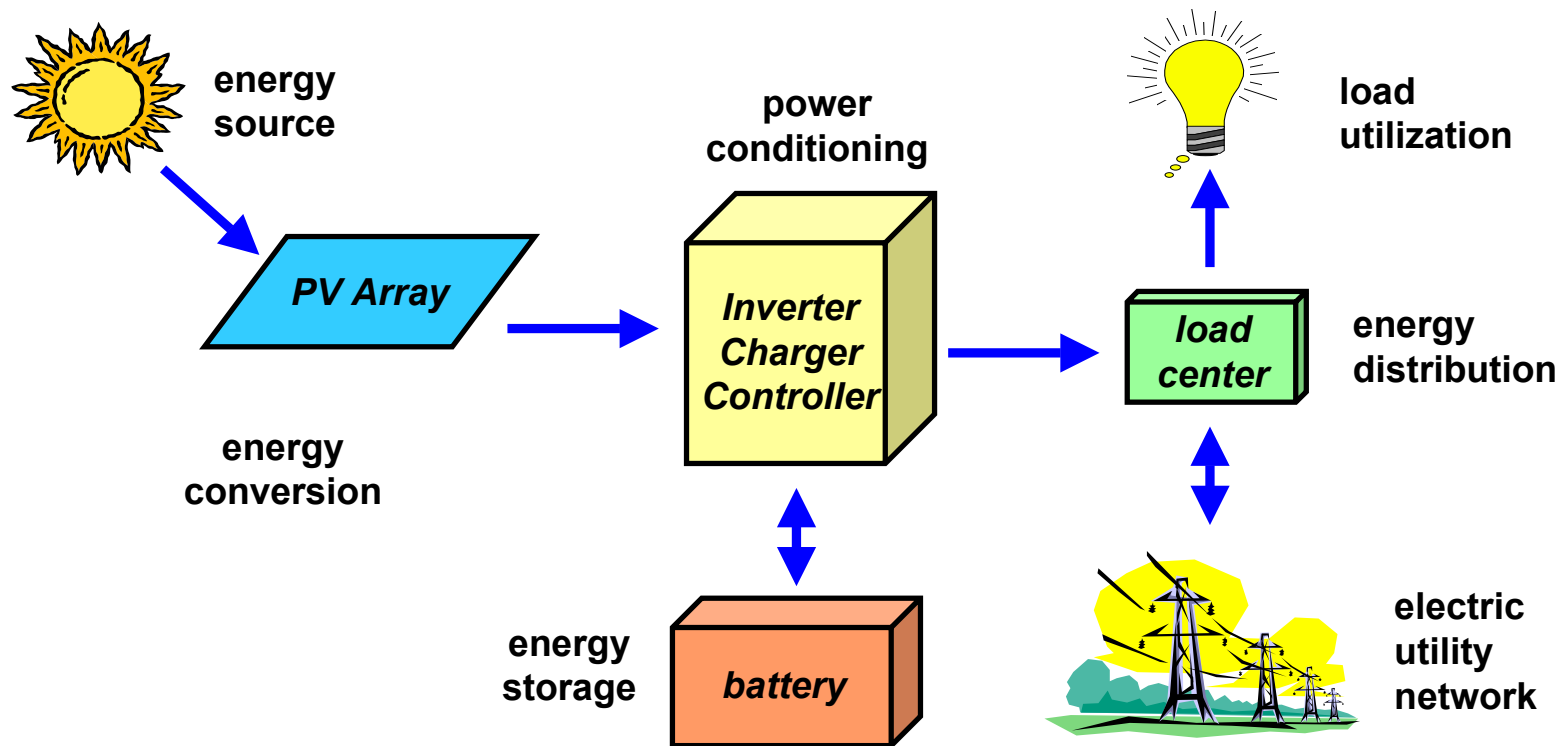 energy
source
power
conditioning
load
utilization
PV Array
Inverter
Charger
Controller
load
center
energy
distribution
energy
conversion
energy
storage
battery
electric
utility
network